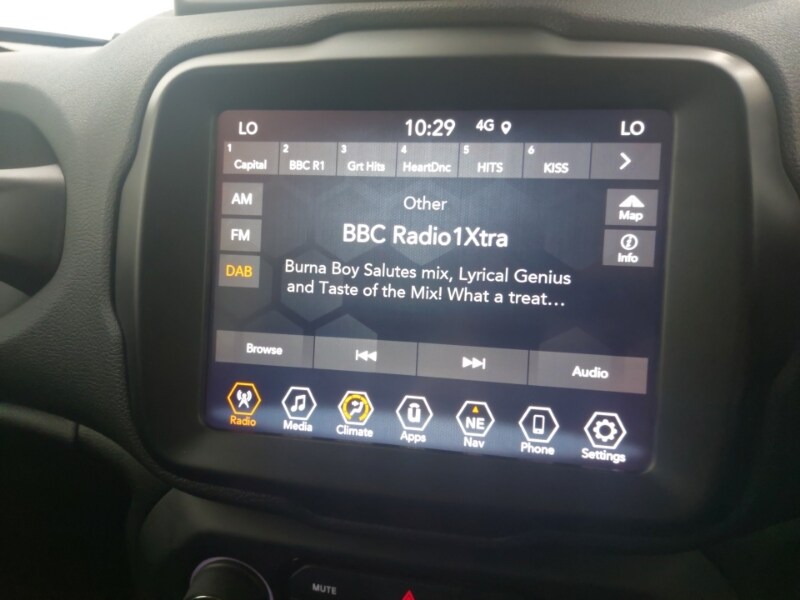 LO 10:29 4G LO
1 Capital 2 BBC R1 3 Grt Hits 4 HeartDnc 5 HITS 6 KISS
AM
FM
DAB
Other
BBC Radio1Xtra
Burna Boy Salutes mix, Lyrical Genius
and Taste of the Mix! What a treat...
Map
Info
Browse Audio
Radio Media Climate Apps NE Nav Phone Settings
MUTE